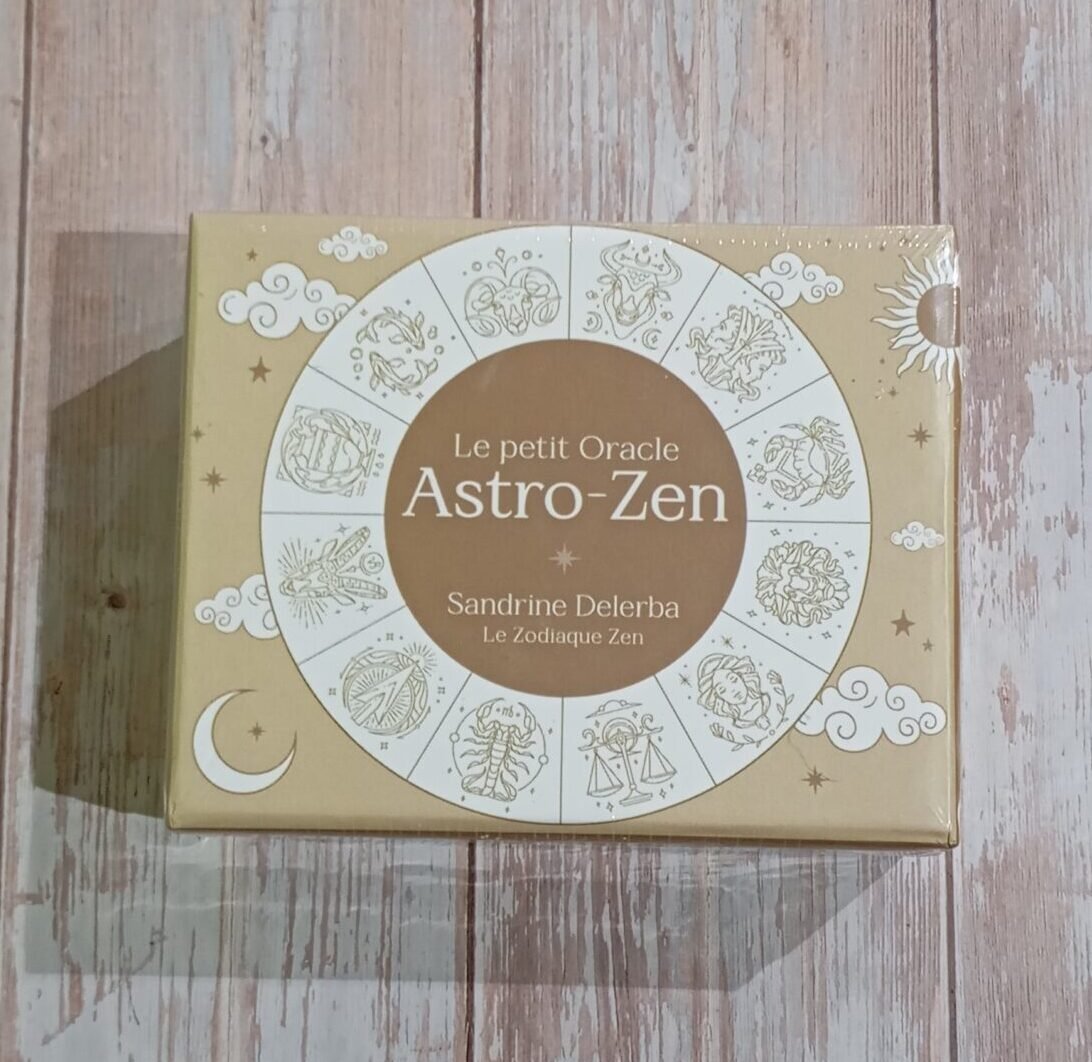 Le petit Oracle
Astro-Zen
Sandrine Delerba
Le Zodiaque Zen